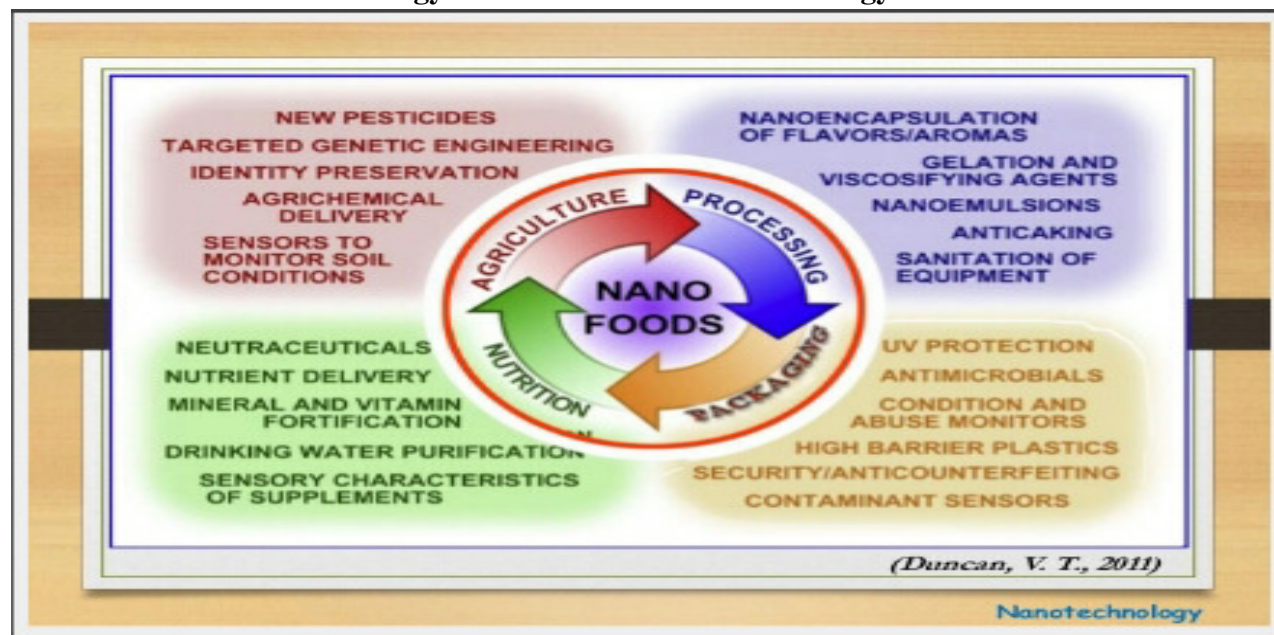 NEW PESTICIDES
TARGETED GENETIC ENGINEERING
IDENTITY PRESERVATION
AGRICHEMICAL
DELIVERY
SENSORS TO
MONITOR SOIL
CONDITIONS
NANOENCAPSULATION
OF FLAVORS/AROMAS
GELATION AND
VISCOSIFYING AGENTS
NANOEMULSIONS
ANTICAKING
SANITATION OF
EQUIPMENT
AGRICULTURE
PROCESSING
NANO
FOODS
NUTRITION
PACKAGING
NEUTRACEUTICALS
NUTRIENT DELIVERY
MINERAL AND VITAMIN
FORTIFICATION
DRINKING WATER PURIFICATION
SENSORY CHARACTERISTICS
OF SUPPLEMENTS
UV PROTECTION
ANTIMICROBIALS
CONDITION AND
ABUSE MONITORS
HIGH BARRIER PLASTICS
SECURITY/ANTICOUNTERFEITING
CONTAMINANT SENSORS
(Duncan, V. T., 2011)
Nanotechnology